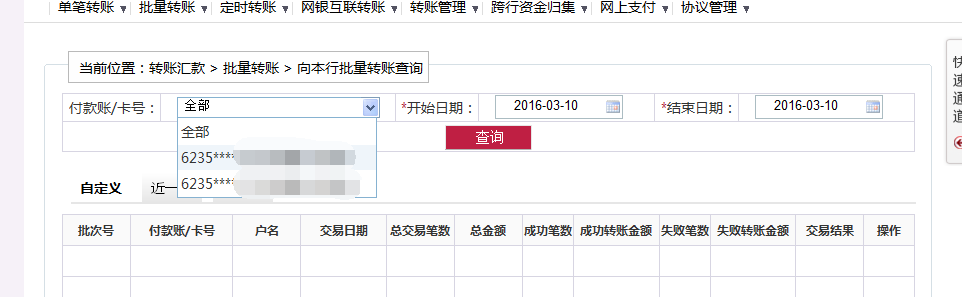 单笔转账 批量转账 定时转账 网银互联转账 转账管理 跨行资金归集 网上支付 协议管理
当前位置：转账汇款 > 批量转账 > 向本行批量转账查询
付款账/卡号： 全部 *开始日期： 2016-03-10 *结束日期： 2016-03-10
全部
查询
6235****
6235****
自定义 近一
批次号 付款账/卡号 户名 交易日期 总交易笔数 总金额 成功笔数 成功转账金额 失败笔数 失败转账金额 交易结果 操作
快速通道